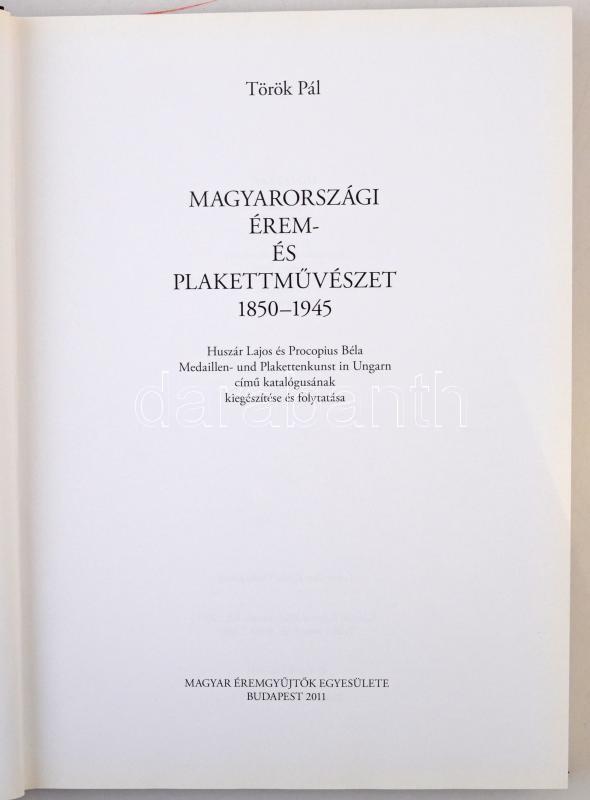 Török Pál
MAGYARORSZÁGI
ÉREM-
ÉS
PLAKETTMŰVÉSZET
1850–1945
Huszár Lajos és Procopius Béla
Medaillen- und Plakettenkunst in Ungarn
című katalógusának
kiegészítése és folytatása
darabanth
MAGYAR ÉREMGYŰJTŐK EGYESÜLETE
BUDAPEST 2011